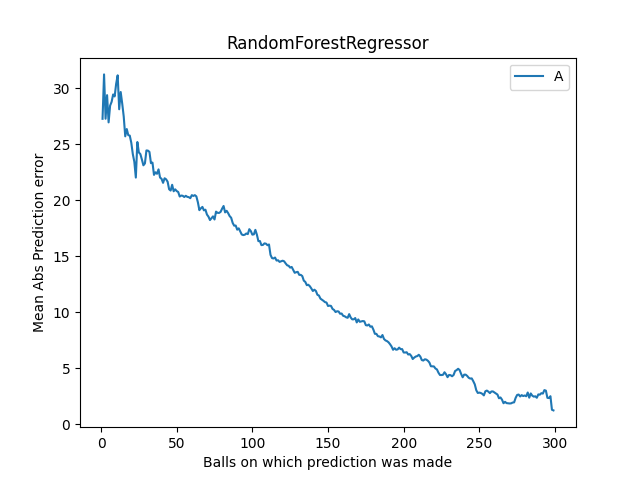 RandomForestRegressor
A
Mean Abs Prediction error
30
25
20
15
10
5
0
0 50 100 150 200 250 300
Balls on which prediction was made